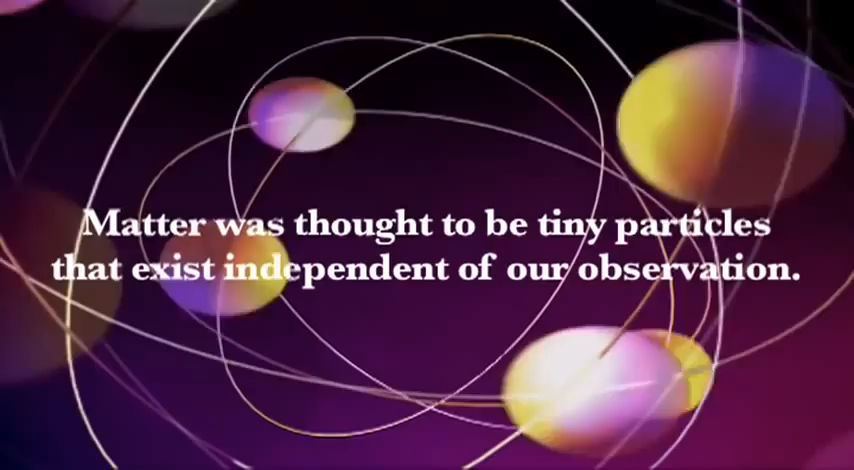 Matter was thought to be tiny particles
that exist independent of our observation.